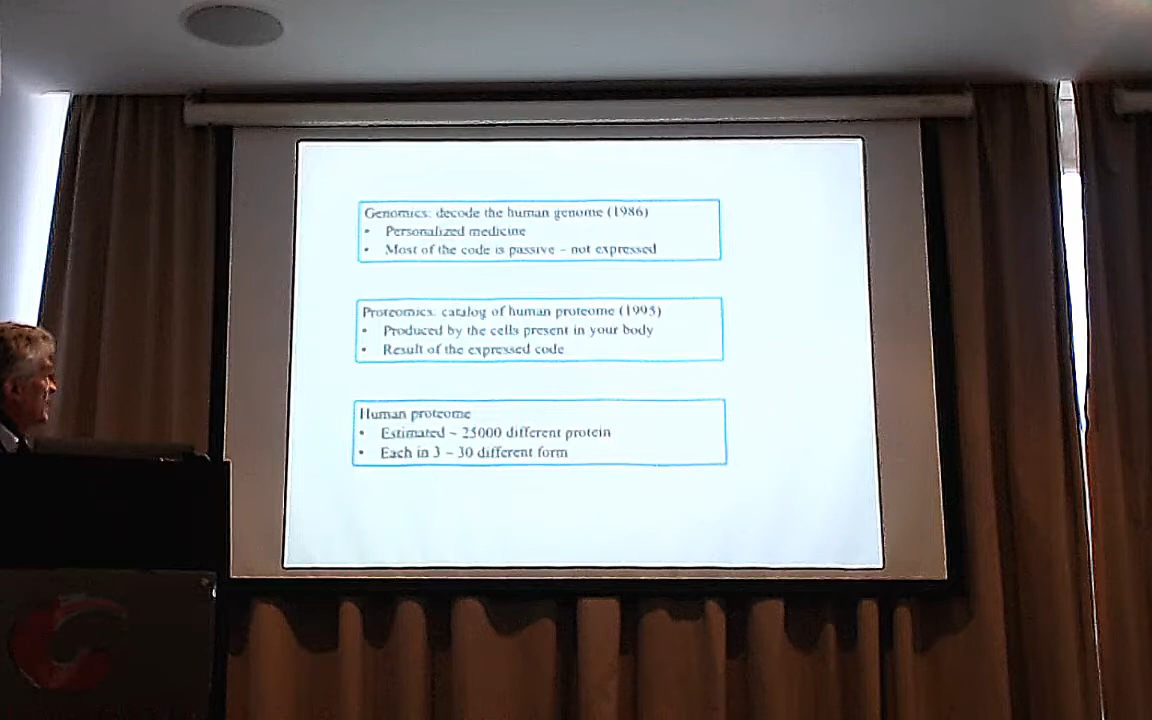 Genomics: decode the human genome (1986)
• Personalized medicine
• Most of the code is passive – not expressed
Proteomics: catalog of human proteome (1995)
• Produced by the cells present in your body
• Result of the expressed code
Human proteome
• Estimated ~ 25000 different protein
• Each in 3 – 30 different form